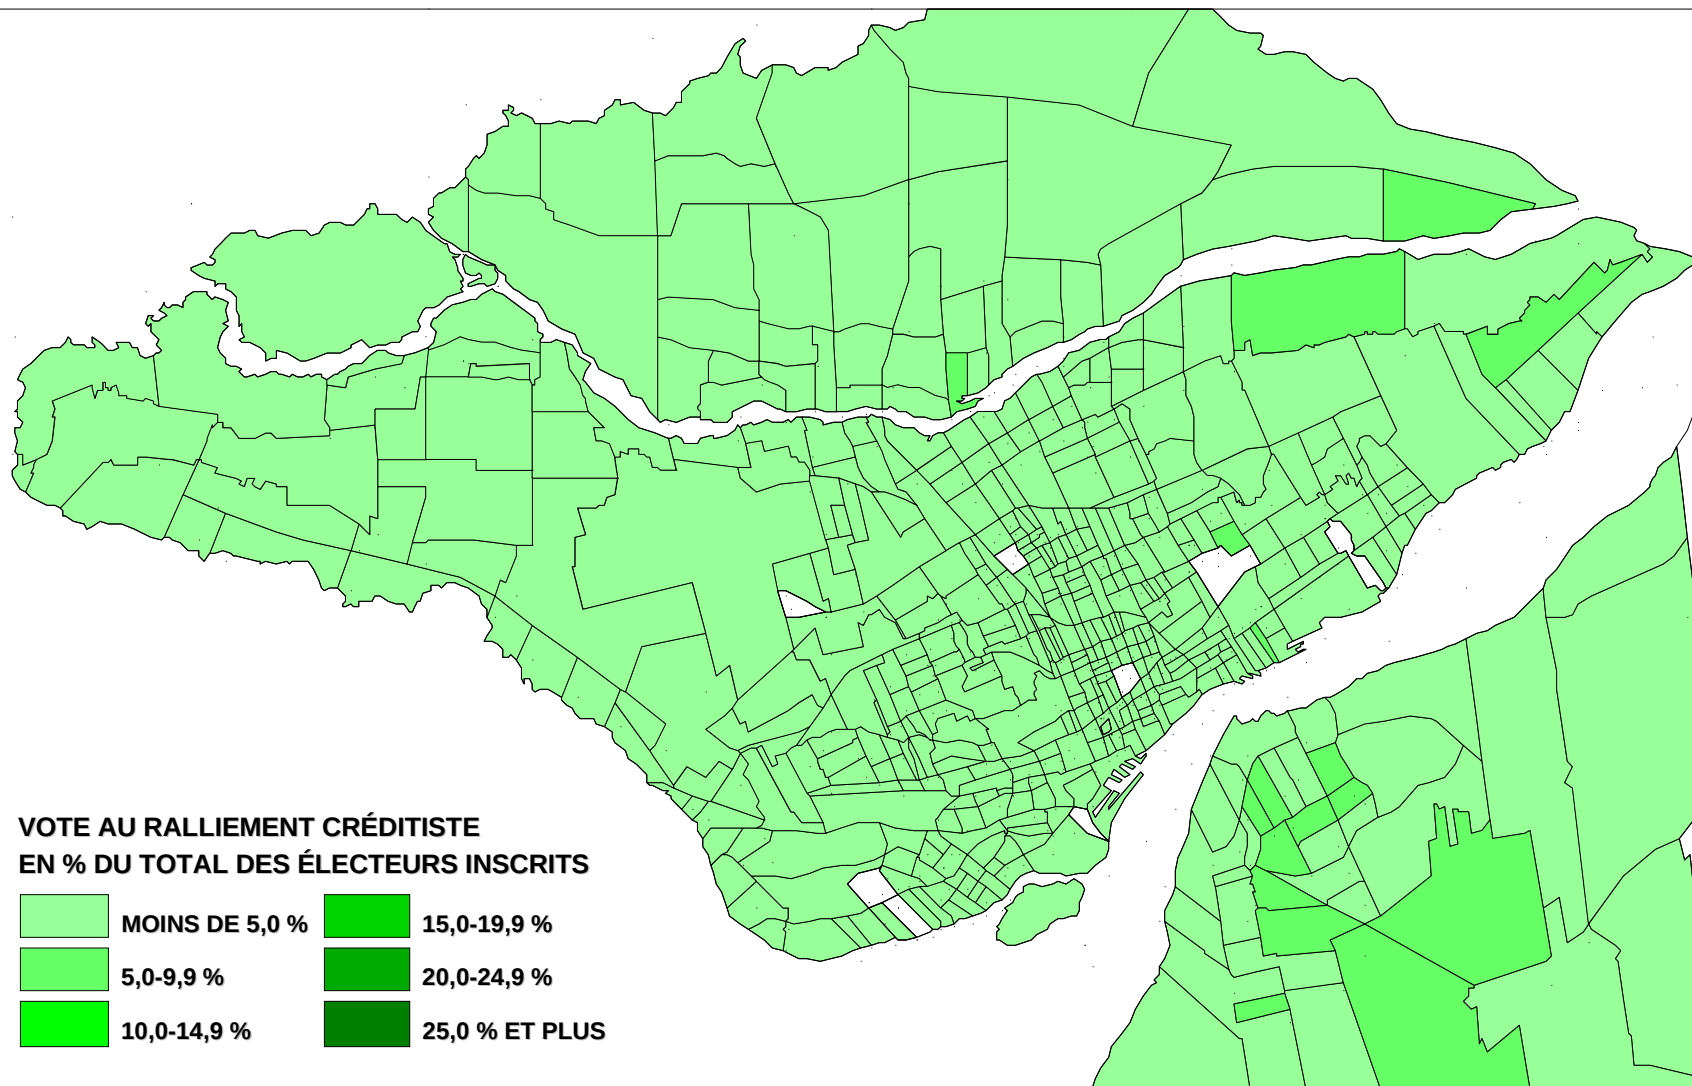 VOTE AU RALLIEMENT CRÉDITISTE
EN % DU TOTAL DES ÉLECTEURS INSCRITS
MOINS DE 5,0 %
15,0-19,9 %
5,0-9,9 %
20,0-24,9 %
10,0-14,9 %
25,0 % ET PLUS